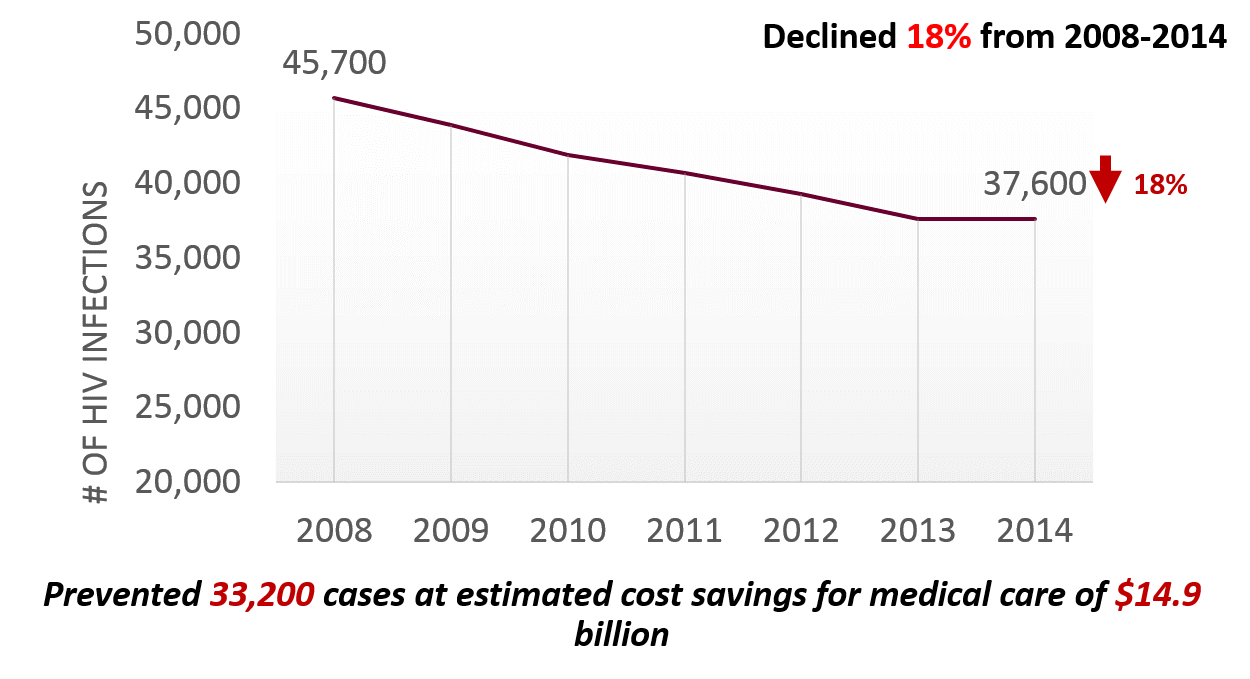 Declined 18% from 2008-2014
50,000
45,700
45,000
40,000
37,600
18%
35,000
30,000
25,000
20,000
# OF HIV INFECTIONS
2008 2009 2010 2011 2012 2013 2014
Prevented 33,200 cases at estimated cost savings for medical care of $14.9
billion